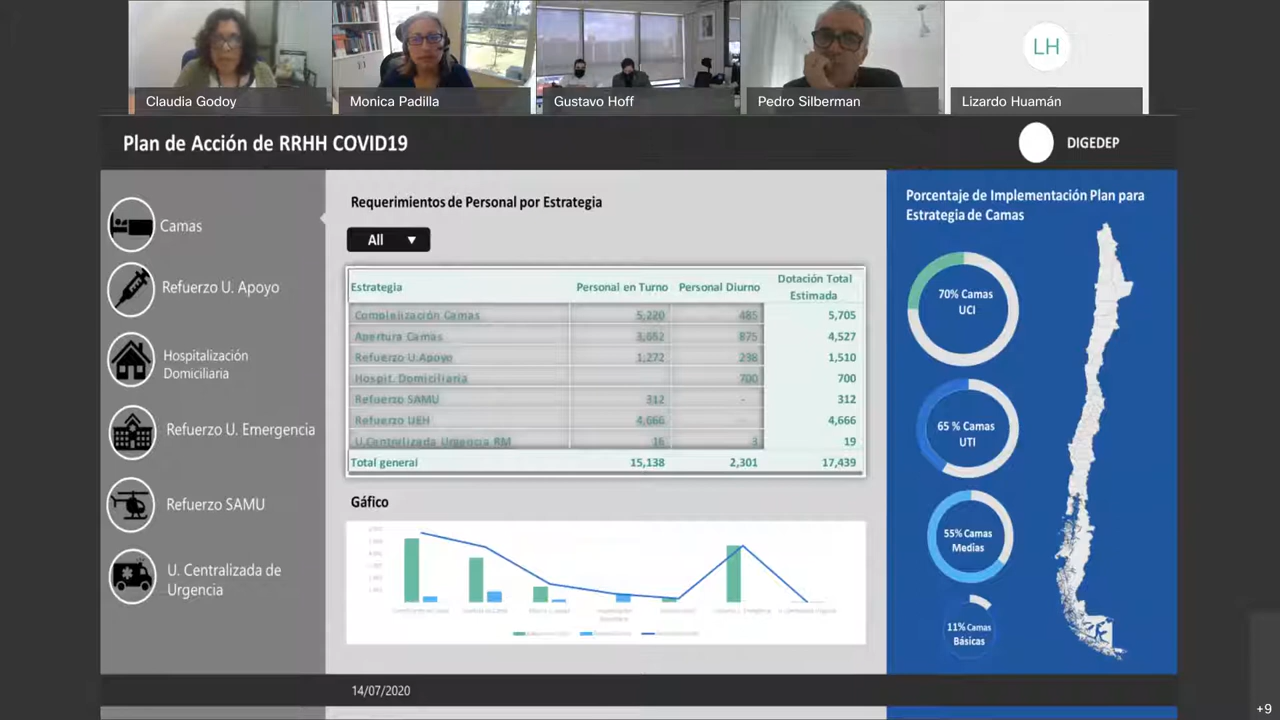 Claudia Godoy
Monica Padilla
Gustavo Hoff
Pedro Silberman
LH
Lizardo Huamán
Plan de Acción de RRHH COVID19
DIGEDEP
Camas
Refuerzo U. Apoyo
Hospitalización
Domiciliaria
Refuerzo U. Emergencia
Refuerzo SAMU
U. Centralizada de
Urgencia
Requerimientos de Personal por Estrategia
All
Estrategia Personal en Turno Personal Diurno Dotación Total Estimada
Complejización Camas 5,220 485 5,705
Apertura Camas 3,652 875 4,527
Refuerzo U.Apoyo 1,272 238 1,510
Hospit. Domiciliaria 700 700
Refuerzo SAMU 312 - 312
Refuerzo UEH 4,666 - 4,666
U.Centralizada Urgencia RM 16 3 19
Total general 15,138 2,301 17,439
Gáfico
Porcentaje de Implementación Plan para
Estrategia de Camas
70% Camas
UCI
65 % Camas
UTI
55% Camas
Medias
11% Camas
Básicas
14/07/2020
+9